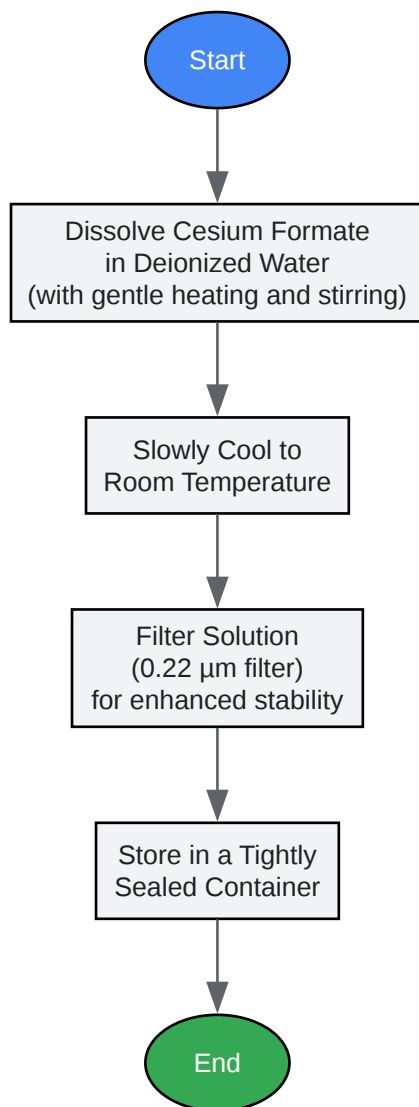 Start
Dissolve Cesium Formate
in Deionized Water
(with gentle heating and stirring)
Slowly Cool to
Room Temperature
Filter Solution
(0.22 µm filter)
for enhanced stability
Store in a Tightly
Sealed Container
End